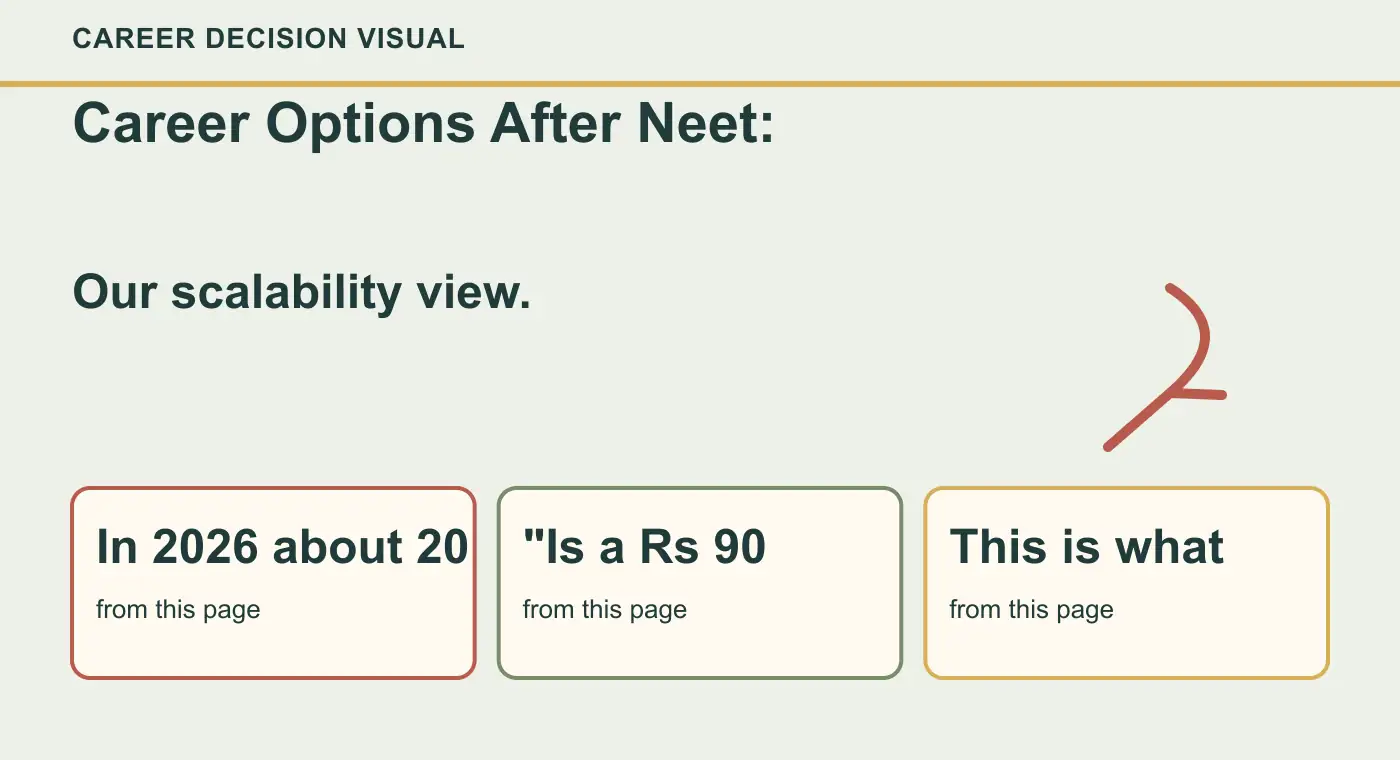 CAREER DECISION VISUAL
Career Options After Neet:
Our scalability view.
In 2026 about 20
from this page
"Is a Rs 90
from this page
This is what
from this page